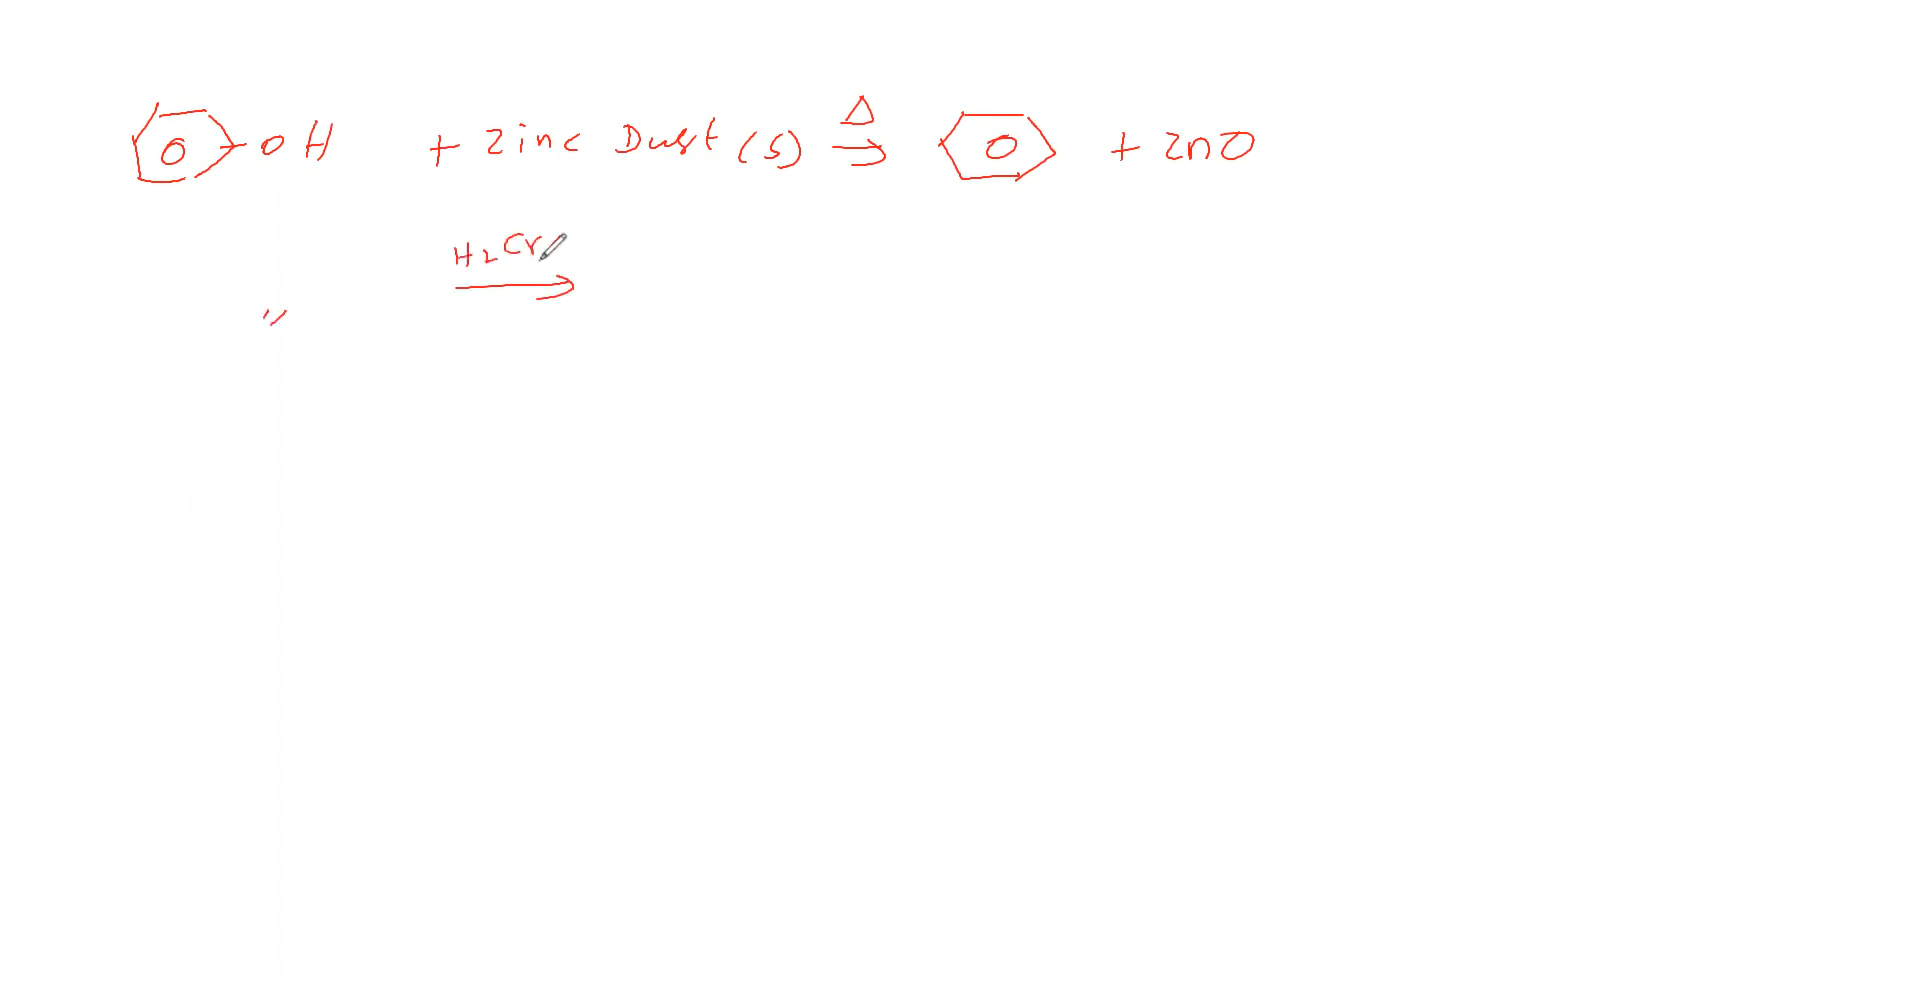 OH + Zinc Dust (s) Δ ⇒ + ZnO
H2Cr
"